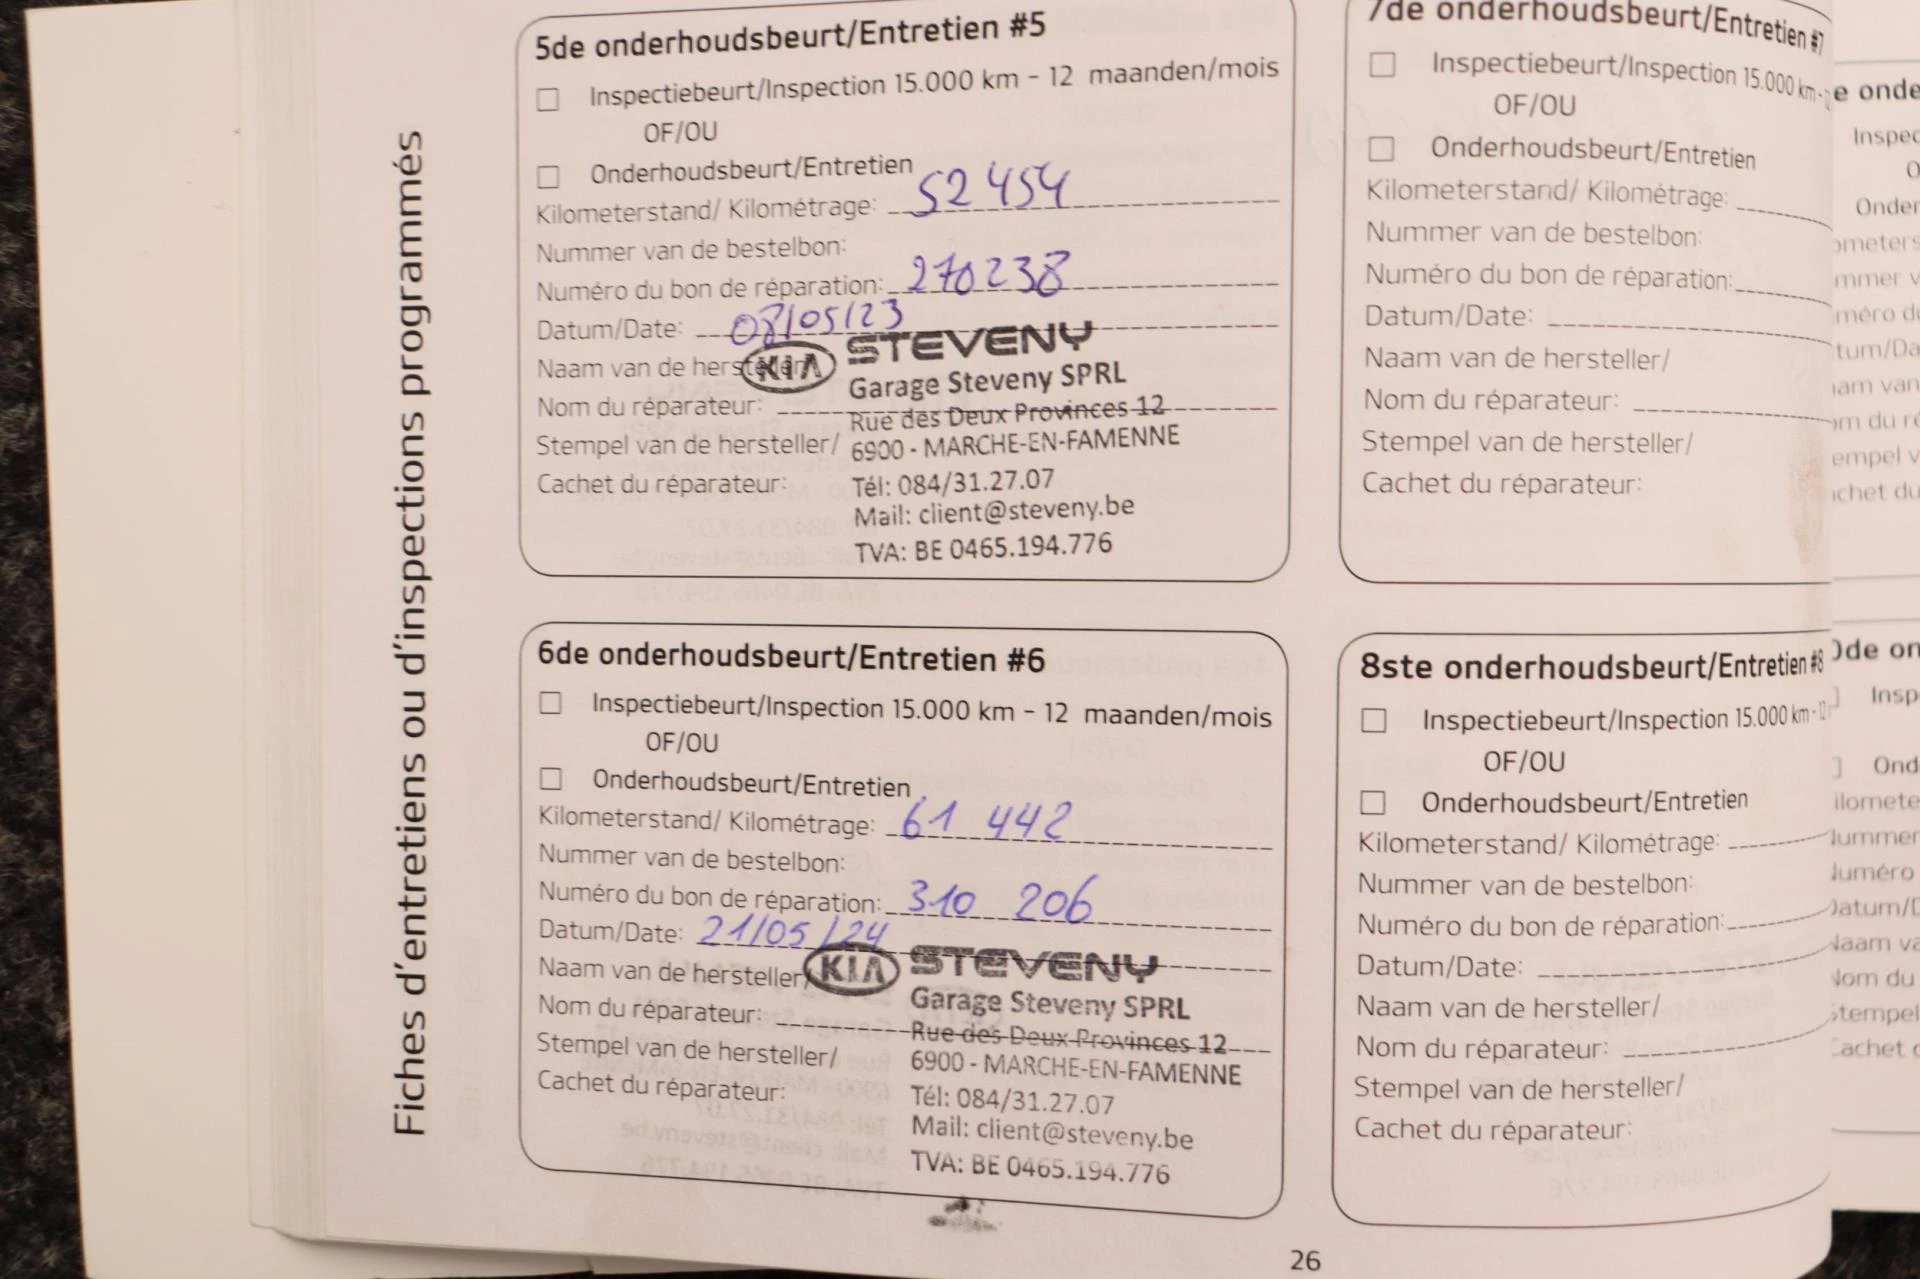 Fiches d'entretiens ou d'inspections programmés
5de onderhoudsbeurt/Entretien #5
Inspectiebeurt/Inspection 15.000 km - 12 maanden/mois
OF/OU
Onderhoudsbeurt/Entretien
Kilometerstand/ Kilométrage: 52 454
Nummer van de bestelbon:
Numéro du bon de réparation: 270238
Datum/Date: 08/05/23
Naam van de hersteller/
KIA STEVENY
Garage Steveny SPRL
Nom du réparateur: Rue des Deux Provinces 12
Stempel van de hersteller/ 6900 - MARCHE-EN-FAMENNE
Cachet du réparateur: Tél: 084/31.27.07
Mail: client@steveny.be
TVA: BE 0465.194.776
6de onderhoudsbeurt/Entretien #6
Inspectiebeurt/Inspection 15.000 km - 12 maanden/mois
OF/OU
Onderhoudsbeurt/Entretien
Kilometerstand/ Kilométrage: 61 442
Nummer van de bestelbon:
Numéro du bon de réparation: 310 206
Datum/Date: 21/05/24
Naam van de hersteller/ KIA STEVENY
Garage Steveny SPRL
Nom du réparateur: Rue des Deux Provinces 12
Stempel van de hersteller/ 6900 - MARCHE-EN-FAMENNE
Cachet du réparateur: Tél: 084/31.27.07
Mail: client@steveny.be
TVA: BE 0465.194.776
7de onderhoudsbeurt/Entretien #7
Inspectiebeurt/Inspection 15.000 km -
OF/OU
Onderhoudsbeurt/Entretien
Kilometerstand/ Kilométrage:
Nummer van de bestelbon:
Numéro du bon de réparation:
Datum/Date:
Naam van de hersteller/
Nom du réparateur:
Stempel van de hersteller/
Cachet du réparateur:
8ste onderhoudsbeurt/Entretien #8
Inspectiebeurt/Inspection 15.000 km - 12
OF/OU
Onderhoudsbeurt/Entretien
Kilometerstand/ Kilométrage:
Nummer van de bestelbon:
Numéro du bon de réparation:
Datum/Date:
Naam van de hersteller/
Nom du réparateur:
Stempel van de hersteller/
Cachet du réparateur:
26